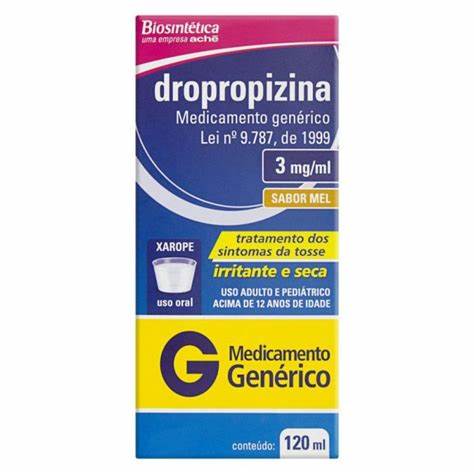 Biosintética
uma empresa achē
dropropizina
Medicamento genérico
Lei nº 9.787, de 1999
3 mg/ml
SABOR MEL
XAROPE
uso oral
tratamento dos
sintomas da tosse
irritante e seca
USO ADULTO E PEDIÁTRICO
ACIMA DE 12 ANOS DE IDADE
G Medicamento
Genérico
conteúdo: 120 ml